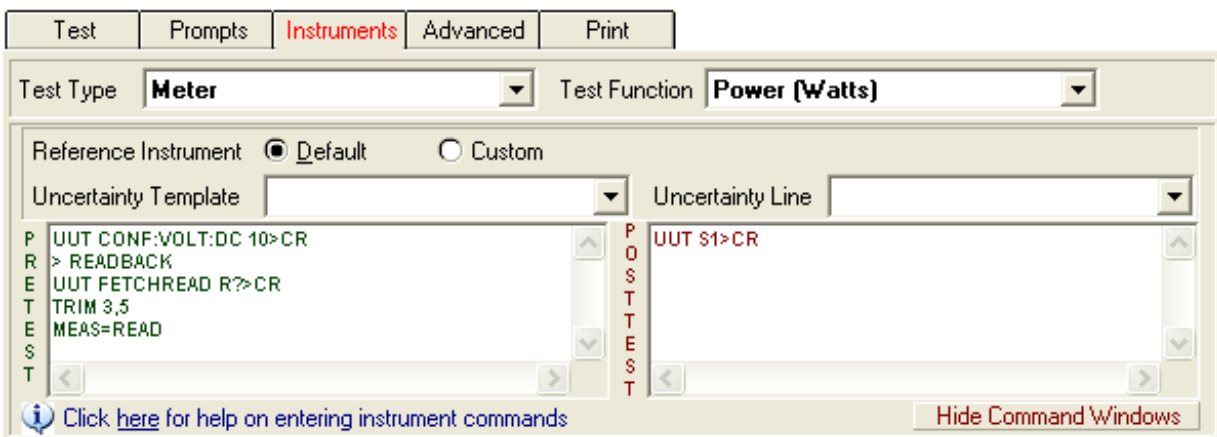 Test Prompts Instruments Advanced Print
Test Type Meter Test Function Power (Watts)
Reference Instrument Default Custom
Uncertainty Template Uncertainty Line
PRETEST
UUT CONF:VOLT:DC 10>CR
> READBACK
UUT FETCHREAD R?>CR
TRIM 3,5
MEAS=READ
POSTTEST
UUT S1>CR
Click here for help on entering instrument commands
Hide Command Windows